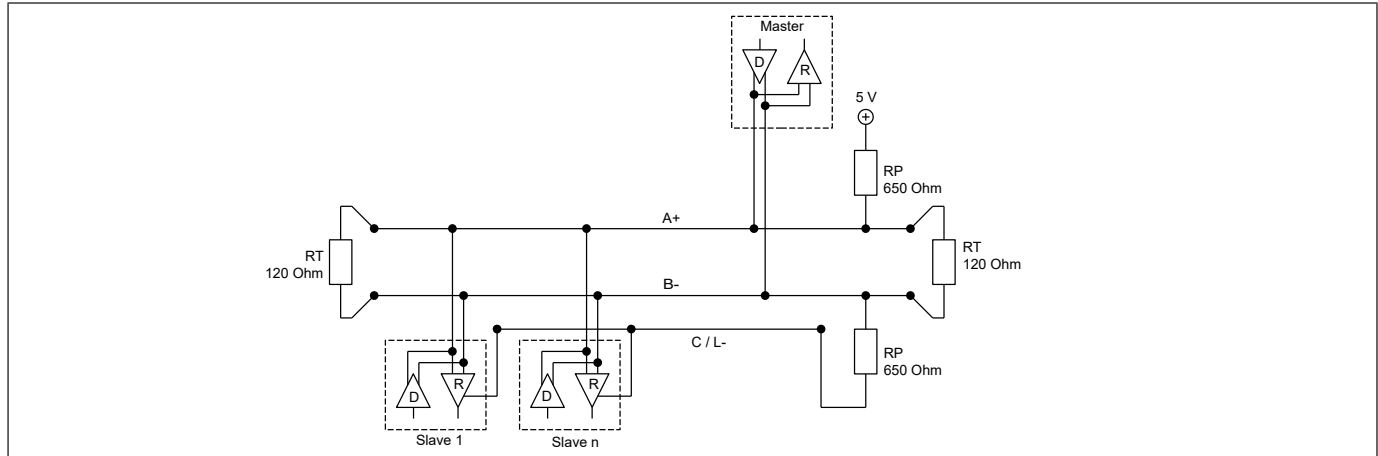 Master
D
R
5 V
RP
650 Ohm
A+
RT
120 Ohm
RT
120 Ohm
B-
C / L-
RP
650 Ohm
D
R
D
R
Slave 1
Slave n